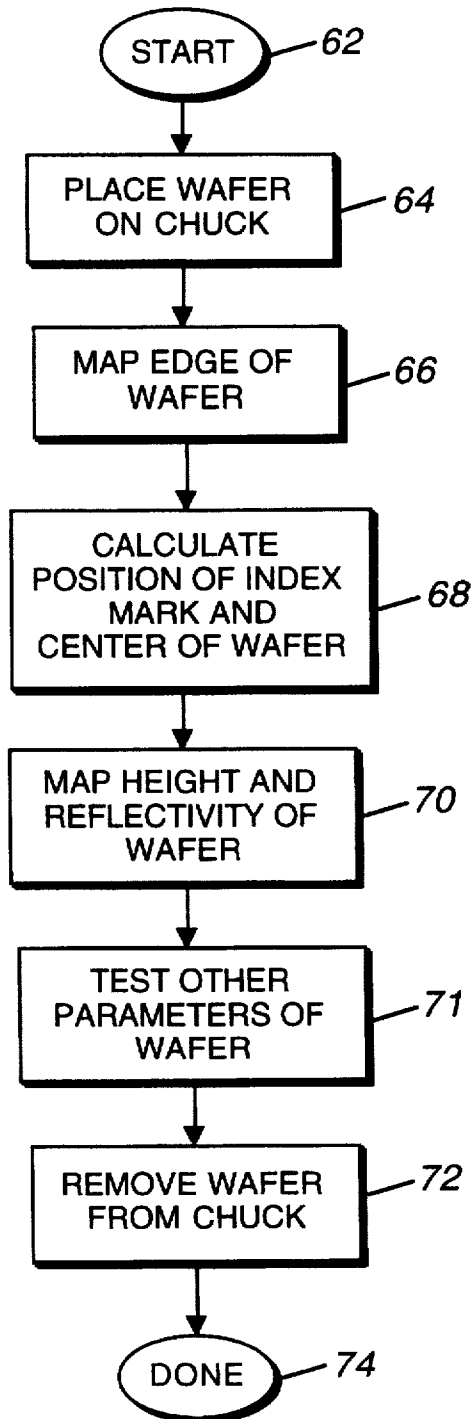 START
62
PLACE WAFER
ON CHUCK
64
MAP EDGE OF
WAFER
66
CALCULATE
POSITION OF INDEX
MARK AND
CENTER OF WAFER
68
MAP HEIGHT AND
REFLECTIVITY OF
WAFER
70
TEST OTHER
PARAMETERS OF
WAFER
71
REMOVE WAFER
FROM CHUCK
72
DONE
74